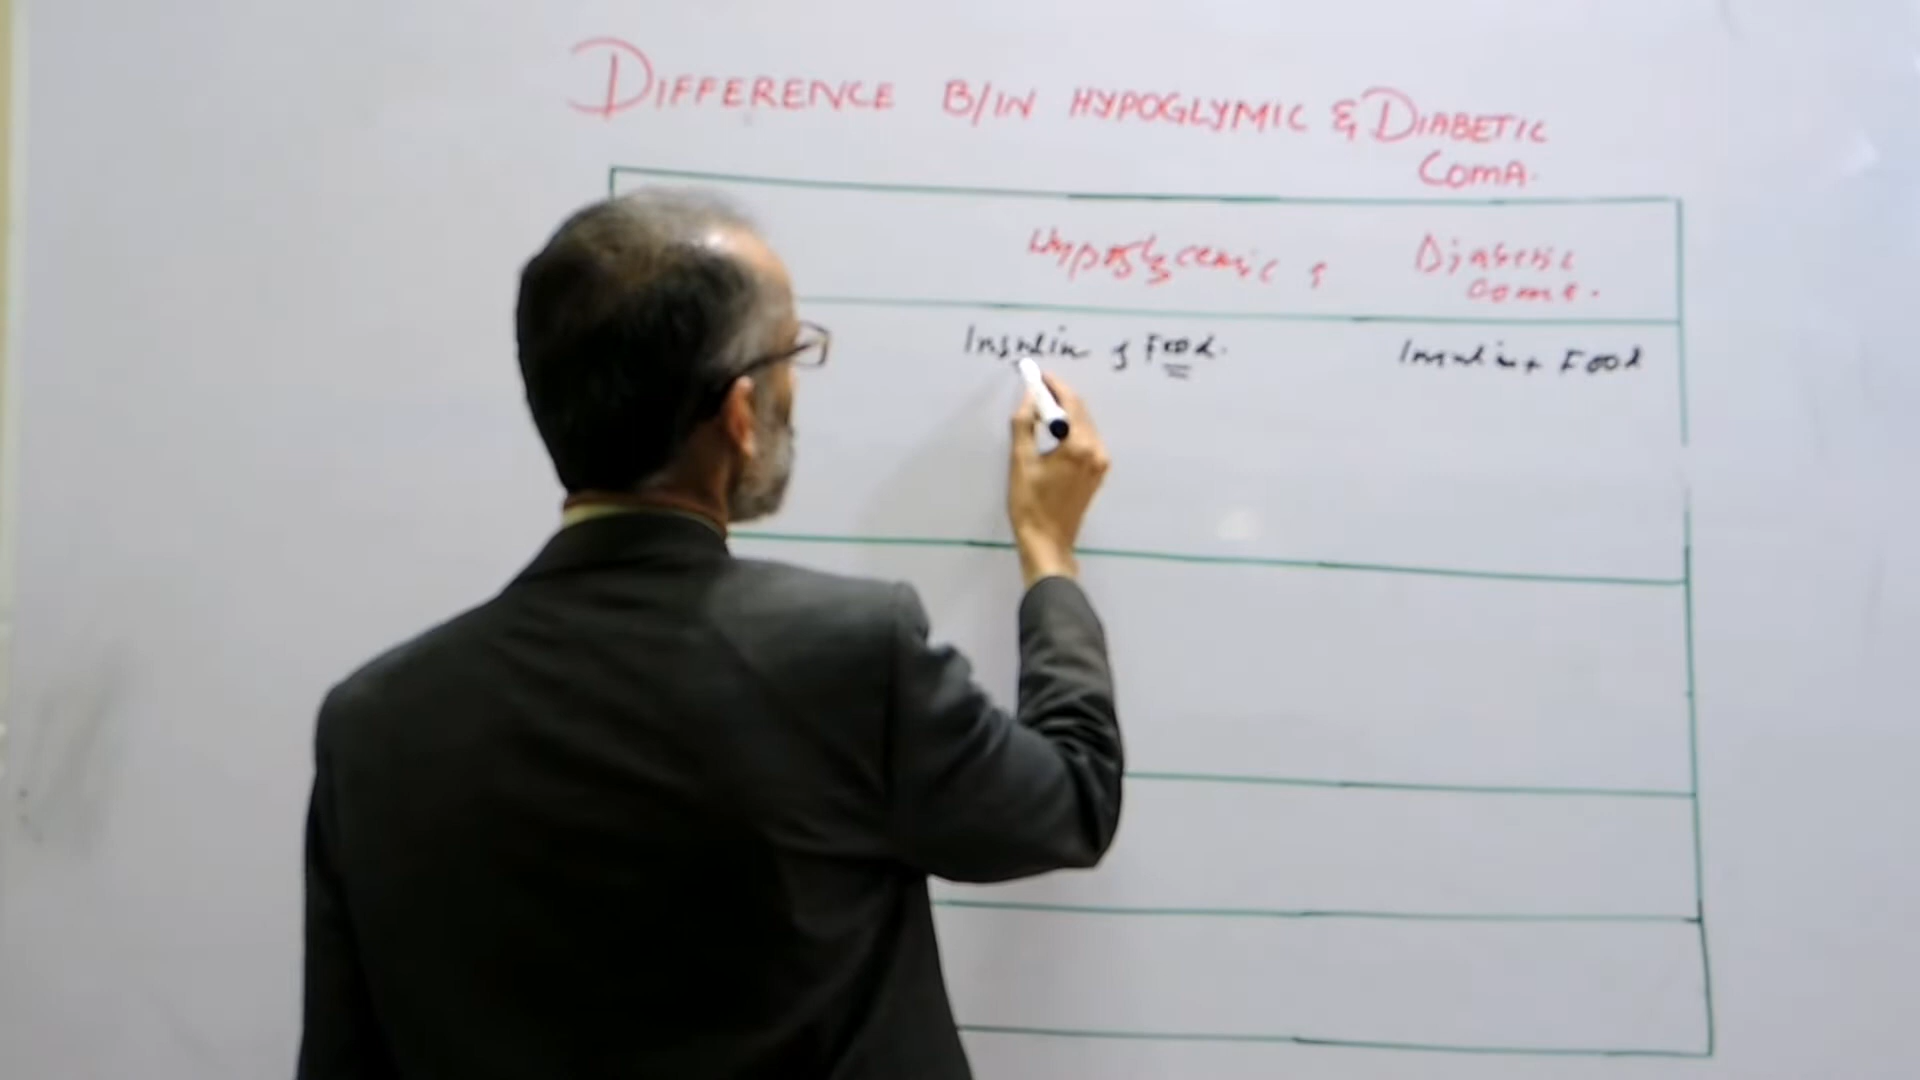 DIFFERENCE B/IN HYPOGLYMIC & DIABETIC
COMA.
Hypoglycemic & Diabetic
Coma.
Insulin & Food. Insulin + Food